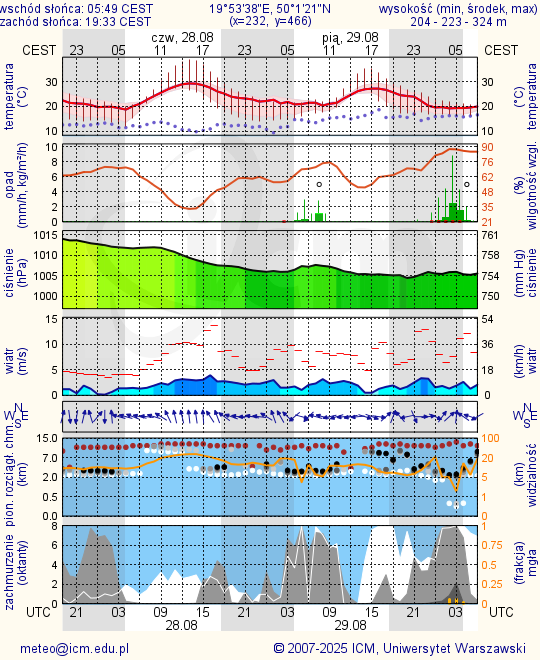 wschód słońca: 05:49 CEST 19°53'38"E, 50°1'21"N wysokość (min, środek, max)
zachód słońca: 19:33 CEST (x=232, y=466) 204 - 223 - 324 m
czw, 28.08 pią, 29.08
CEST 23 05 11 17 23 05 11 17 23 05 CEST
temperatura (°C)
30
20
10
30
20
10
temperatura (°C)
opad (mm/h, kg/m²/h)
10
8
6
4
2
0
90
76
62
48
35
21
(%) wilgotność wzgl.
ciśnienie (hPa)
1015
1010
1005
1000
761
758
754
750
(mm Hg) ciśnienie
wiatr (m/s)
15
10
5
0
54
36
18
0
(km/h) wiatr
N
W E
S
N
W E
S
pion. rozciągł. chm. (km)
15.0
7.0
2.0
0.5
0.0
100
20
5
1
0
(km) widzialność
zachmurzenie (oktanty)
8
6
4
2
0
1
0.75
0.5
0.25
0
(frakcja) mgła
UTC 21 03 09 15 21 03 09 15 21 03 UTC
28.08 29.08
meteo@icm.edu.pl © 2007-2025 ICM, Uniwersytet Warszawski